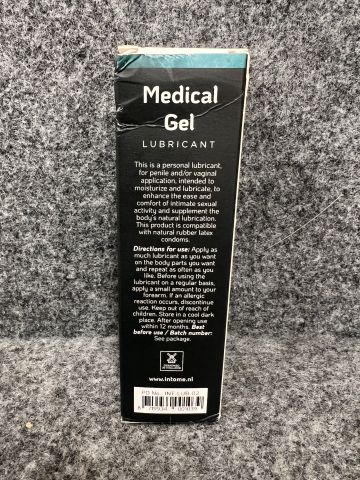 Medical
Gel
LUBRICANT
This is a personal lubricant,
for penile and/or vaginal
application, intended to
moisturize and lubricate, to
enhance the ease and
comfort of intimate sexual
activity and supplement the
body's natural lubrication.
This product is compatible
with natural rubber latex
condoms.
Directions for use: Apply as
much lubricant as you want
on the body parts you want
and repeat as often as you
like. Before using the
lubricant on a regular basis,
apply a small amount to your
forearm. If an allergic
reaction occurs, discontinue
use. Keep out of reach of
children. Store in a cool dark
place. After opening use
within 12 months. Best
before use / Batch number:
See package.
www.intome.nl
PO No. INT.LUB.02